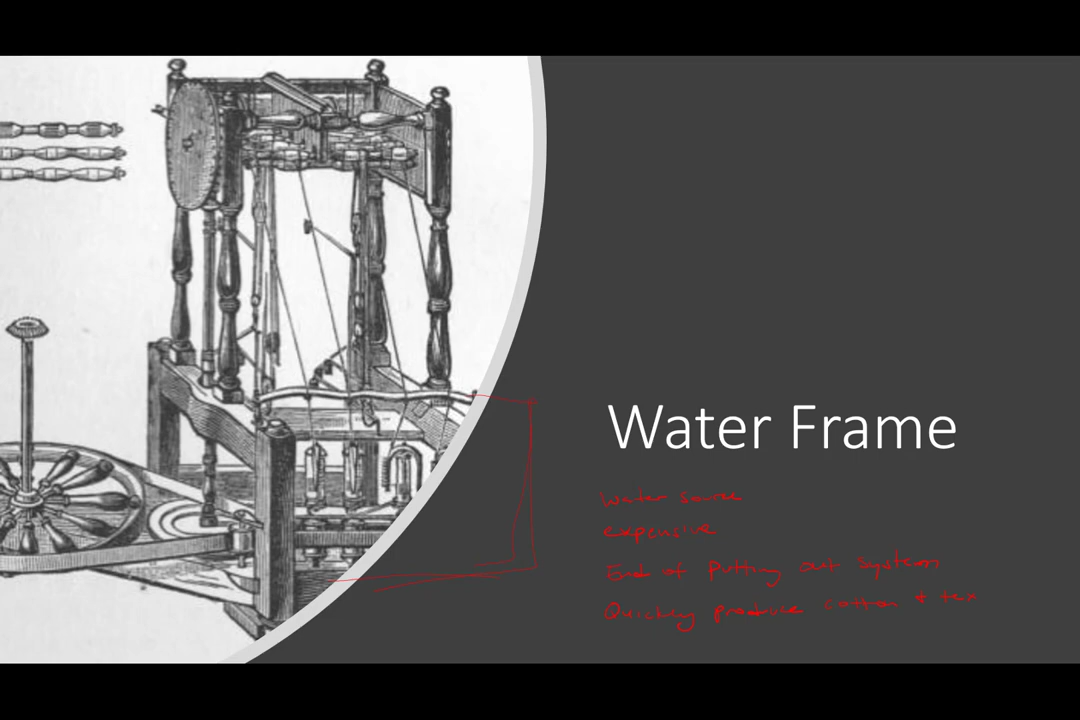 Water Frame
Water source
expensive
End of Putting out system
Quickly produce cotton + tex